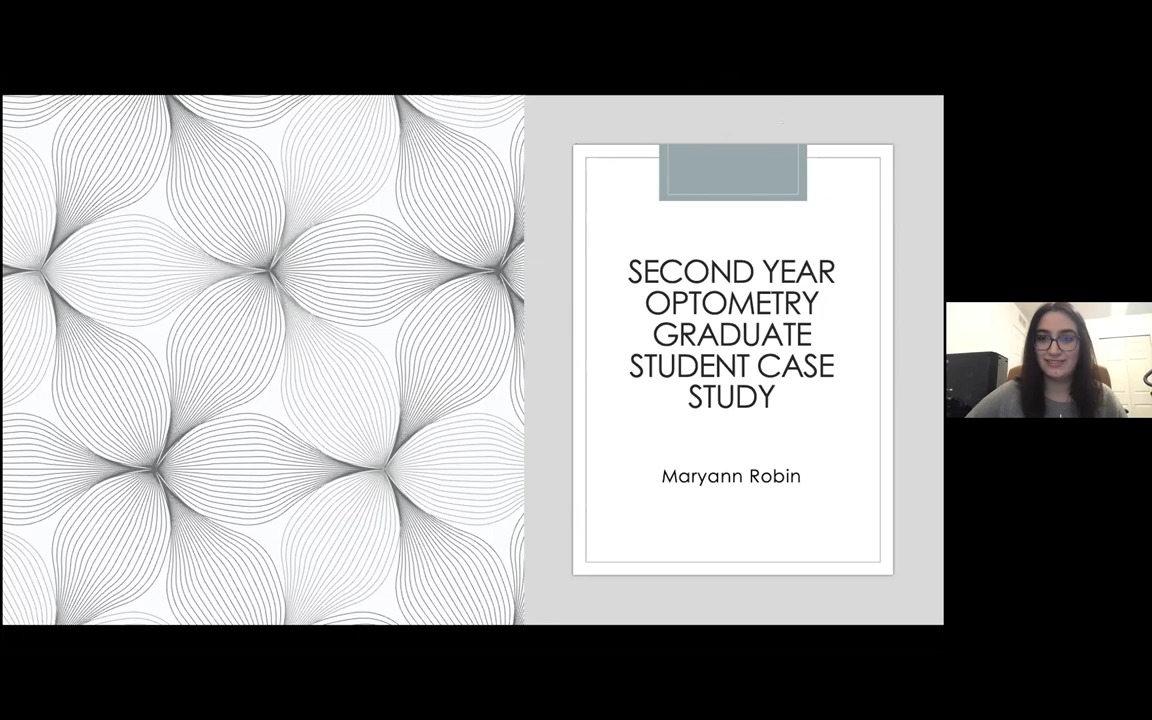 SECOND YEAR
OPTOMETRY
GRADUATE
STUDENT CASE
STUDY
Maryann Robin